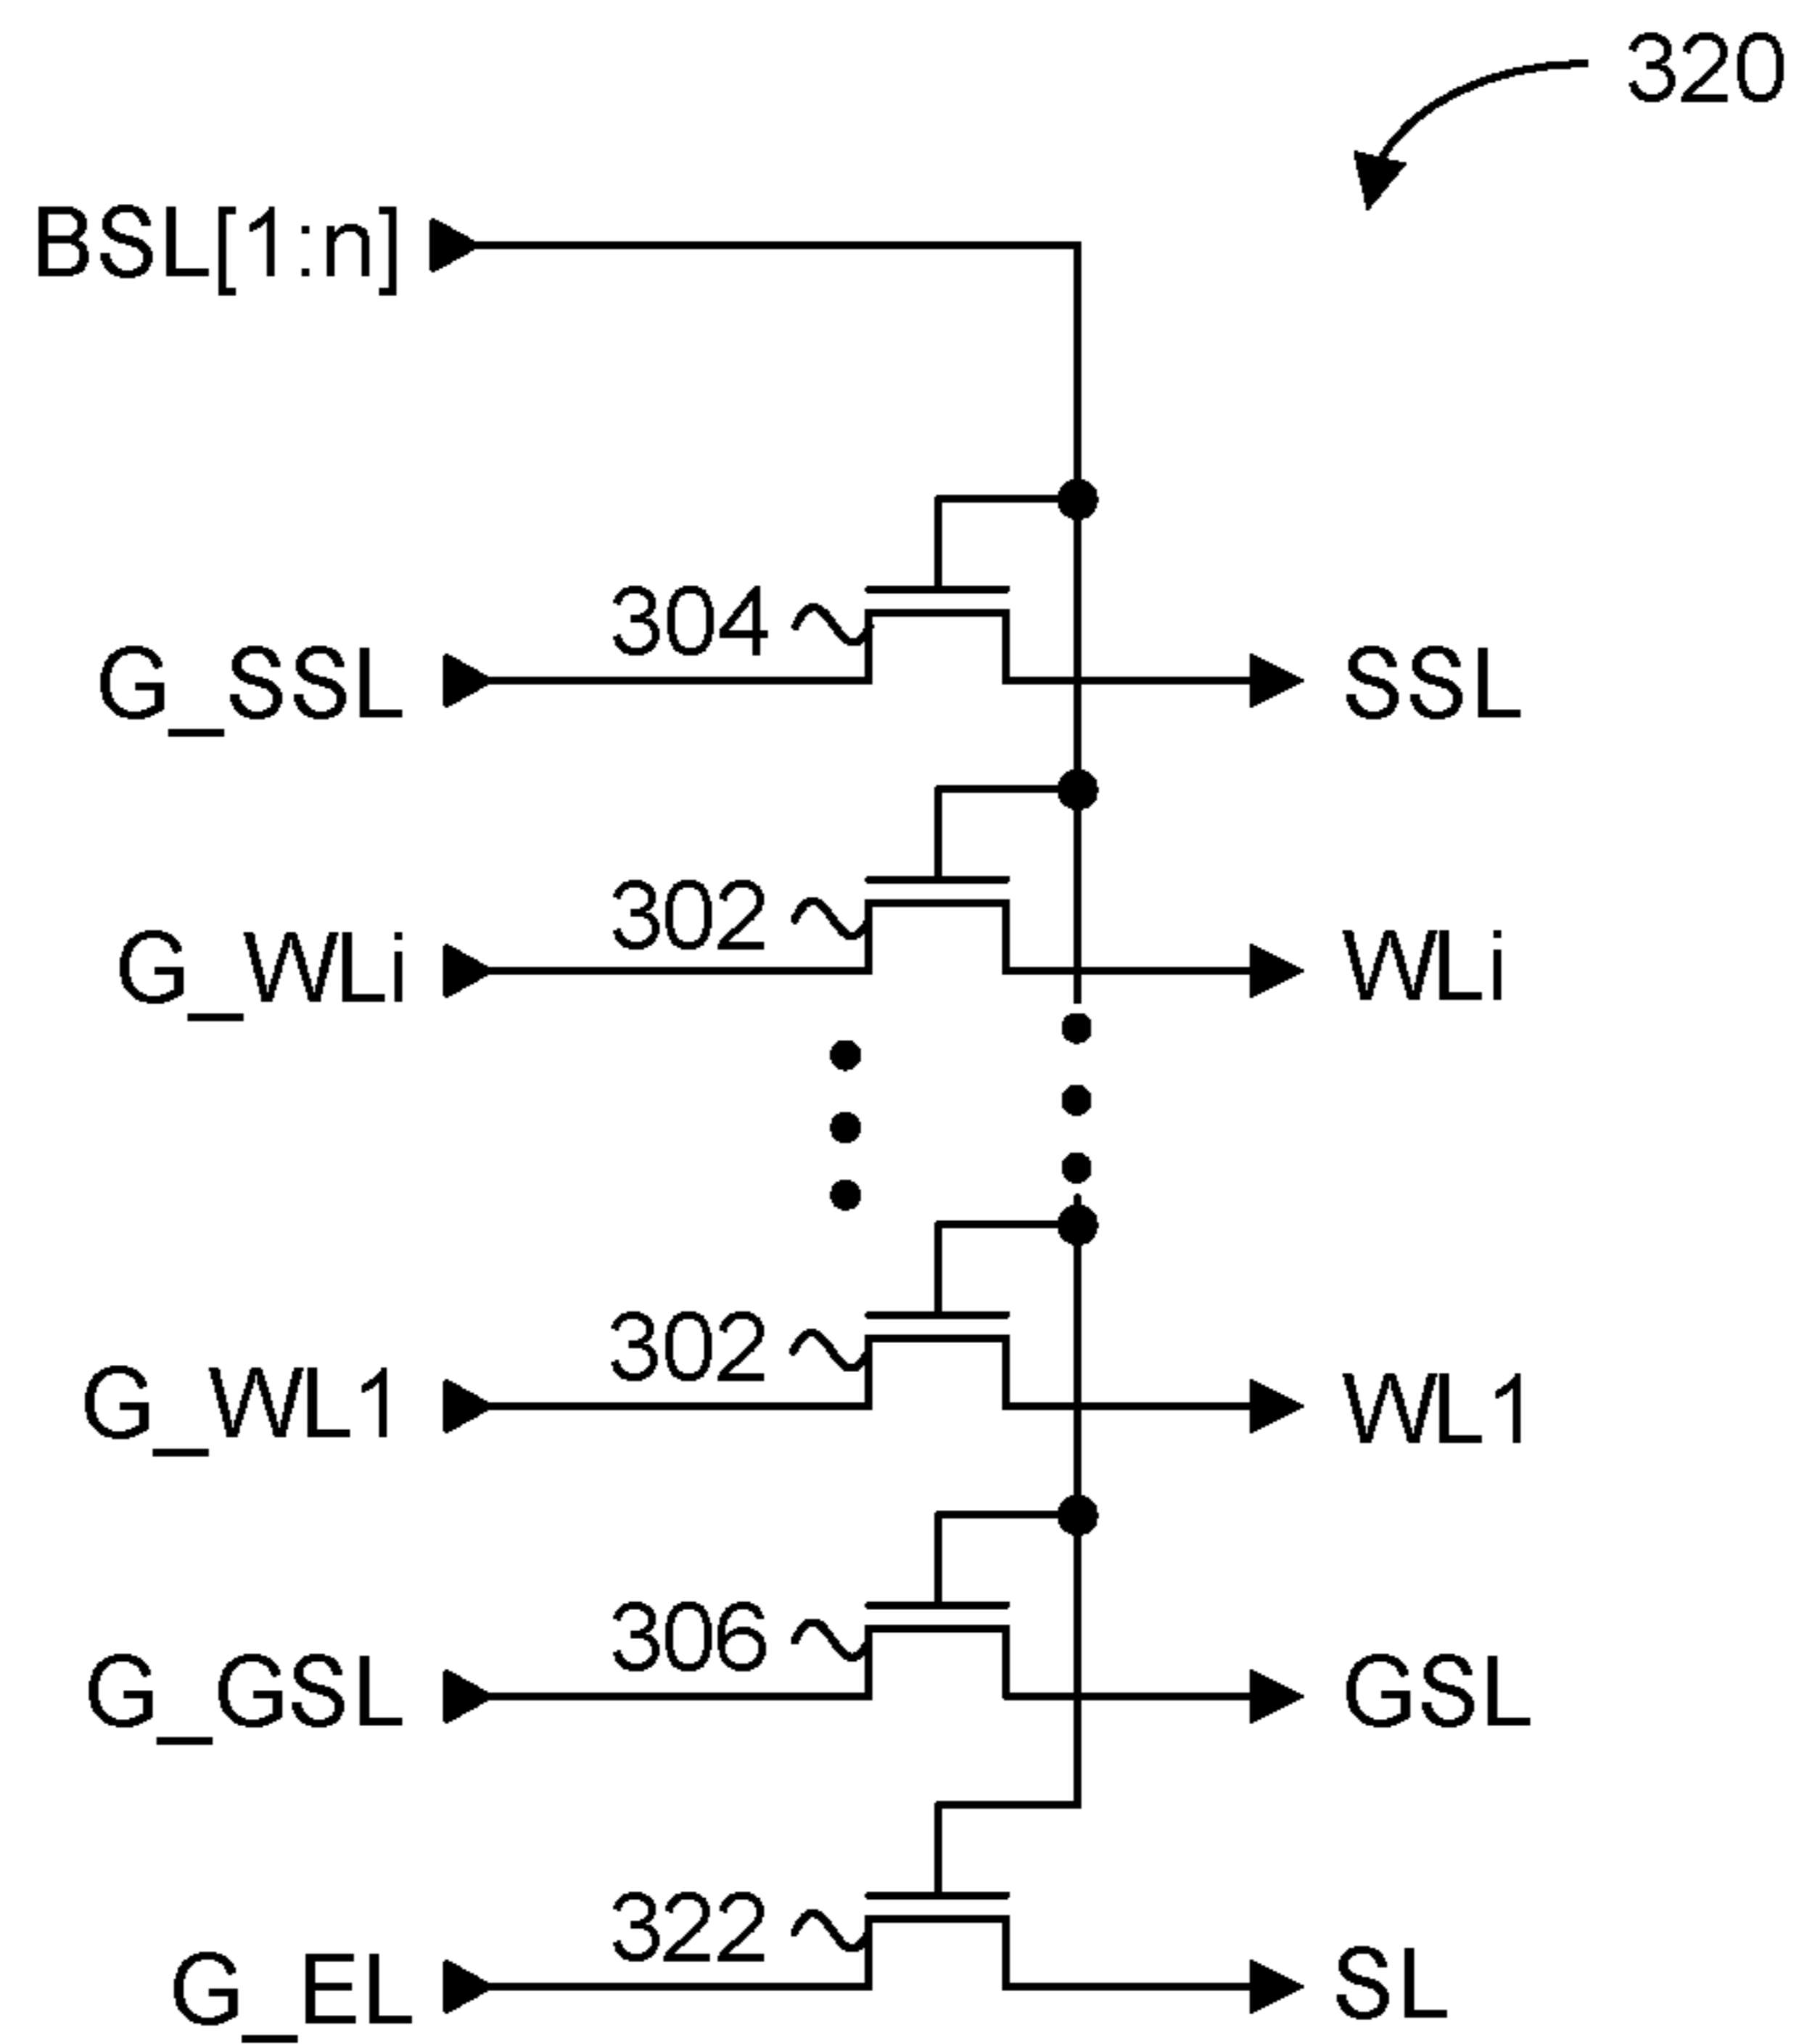 320
BSL[1:n]
304
G_SSL SSL
302
G_WLi WLi
302
G_WL1 WL1
306
G_GSL GSL
322
G_EL SL